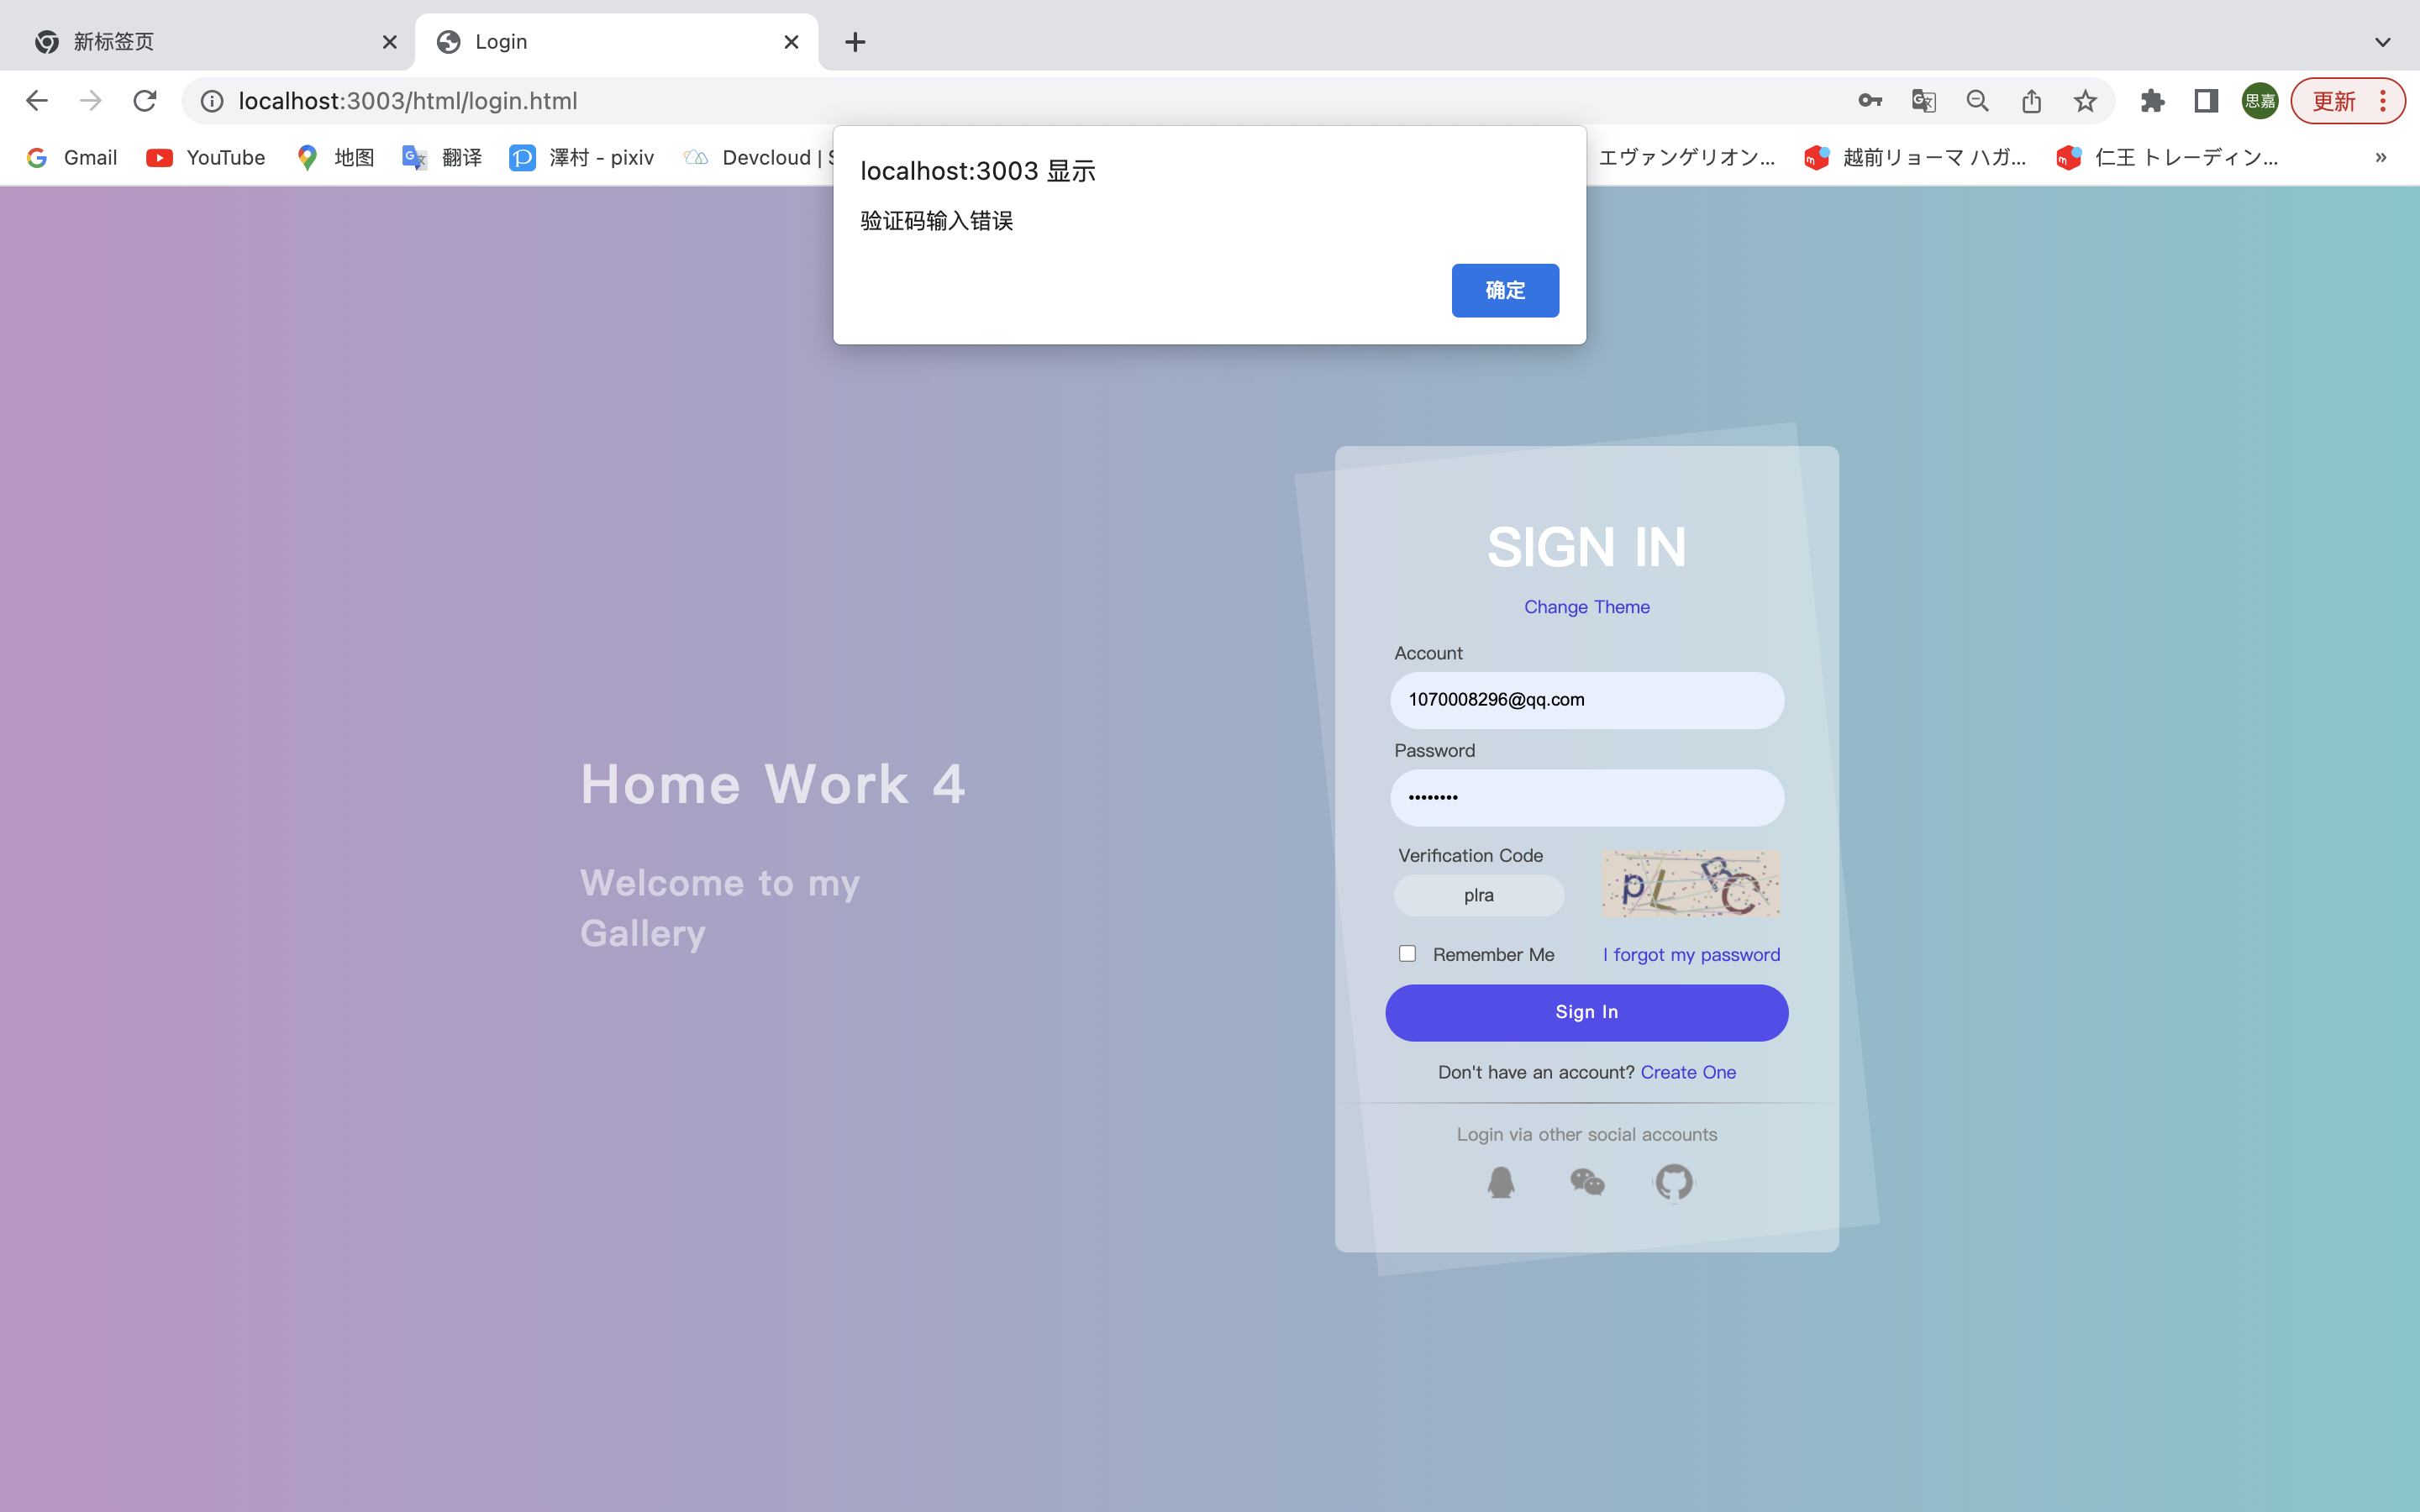 新标签页
Login
localhost:3003/html/login.html
思嘉
更新
Gmail
YouTube
地图
翻译
澤村 - pixiv
Devcloud | S
エヴァンゲリオン...
越前リョーマ ハガ...
仁王 トレーディン...
»
localhost:3003 显示
验证码输入错误
确定
Home Work 4
Welcome to my
Gallery
SIGN IN
Change Theme
Account
1070008296@qq.com
Password
••••••••
Verification Code
plra
pLRC
Remember Me
I forgot my password
Sign In
Don't have an account? Create One
Login via other social accounts